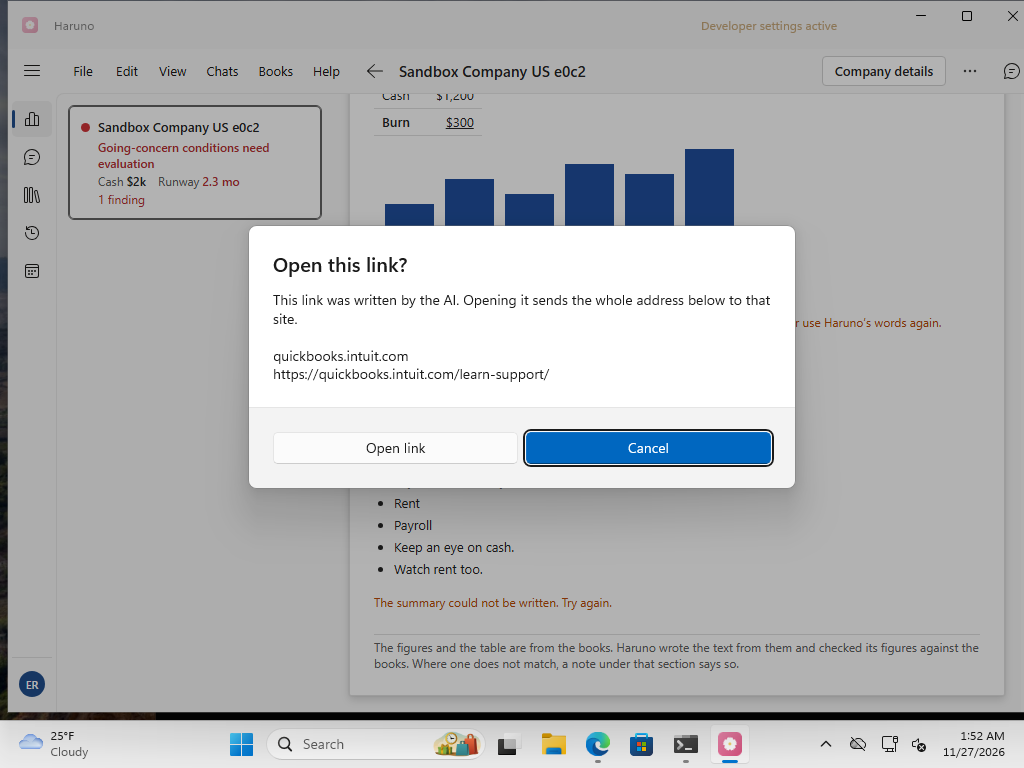 Haruno
Developer settings active
File Edit View Chats Books Help
Sandbox Company US e0c2
Company details
Sandbox Company US e0c2
Going-concern conditions need
evaluation
Cash $2k Runway 2.3 mo
1 finding
Cash $1,200
Burn $300
use Haruno's words again.
Open this link?
This link was written by the AI. Opening it sends the whole address below to that
site.
quickbooks.intuit.com
https://quickbooks.intuit.com/learn-support/
Open link
Cancel
• Rent
• Payroll
• Keep an eye on cash.
• Watch rent too.
The summary could not be written. Try again.
The figures and the table are from the books. Haruno wrote the text from them and checked its figures against the
books. Where one does not match, a note under that section says so.
ER
25°F
Cloudy
Search
1:52 AM
11/27/2026